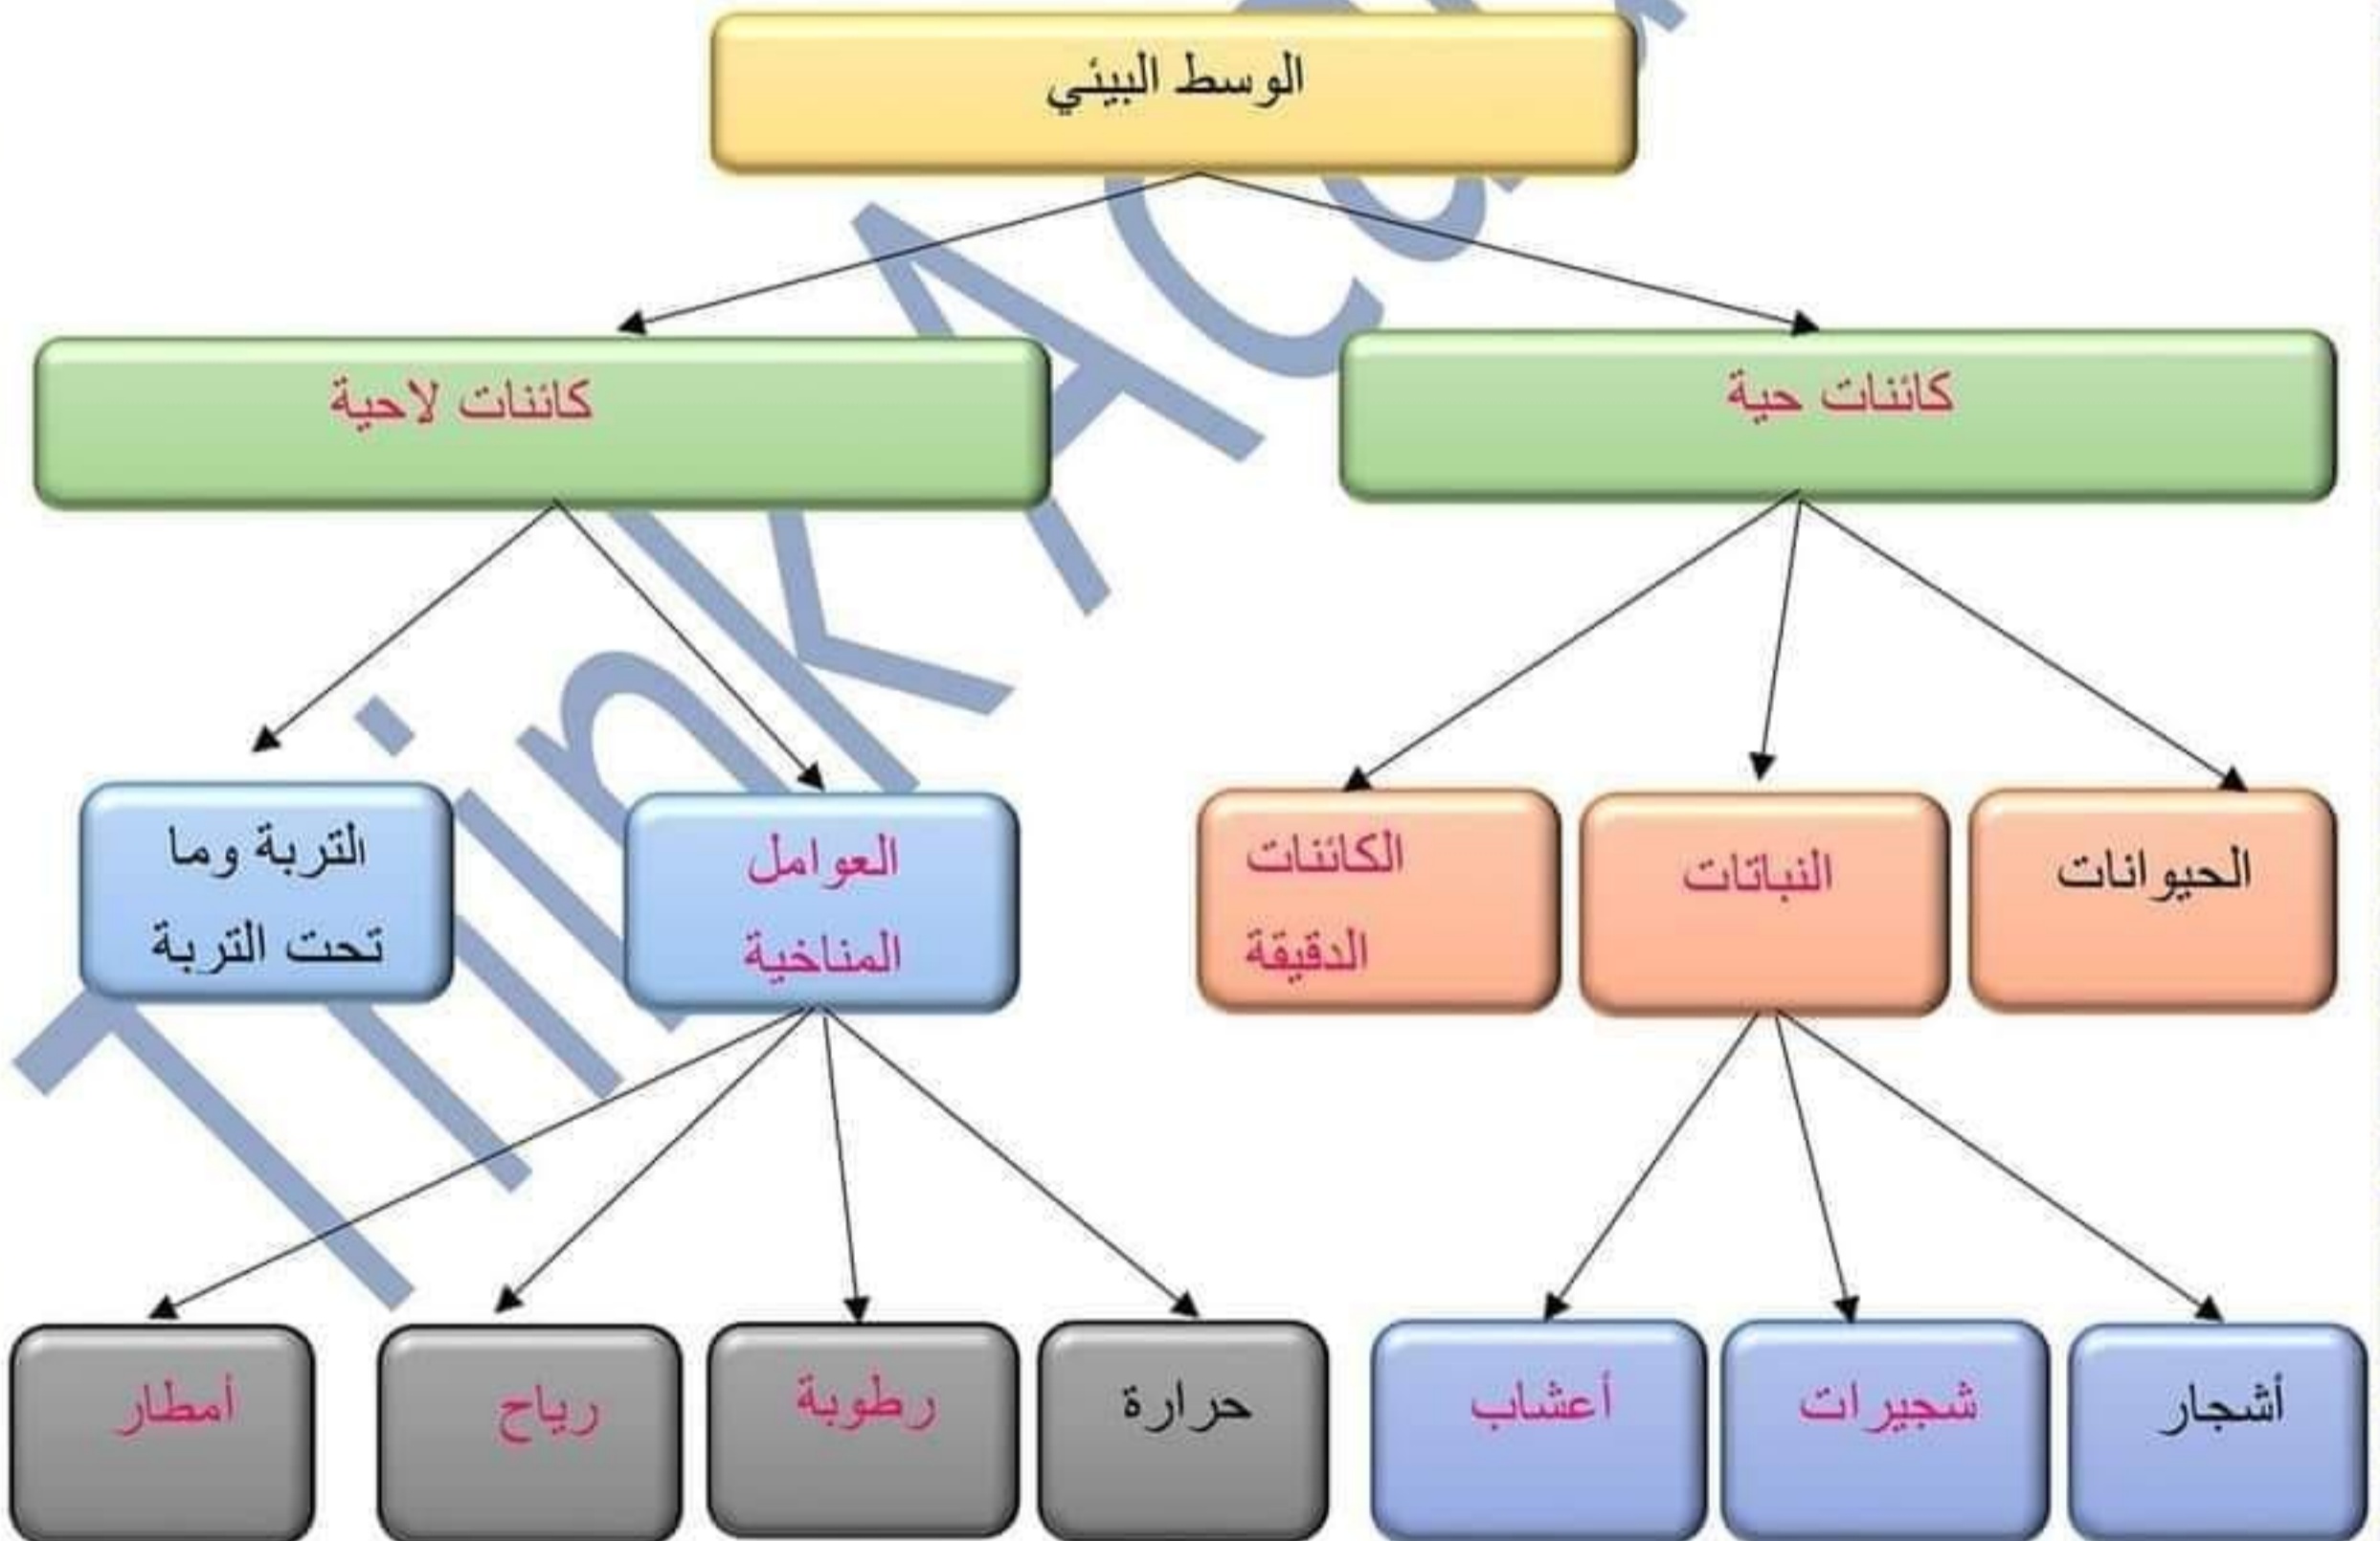 الوسط البيئي
كائنات حية
كائنات لاحية
الحيوانات
النباتات
الكائنات
الدقيقة
العوامل
المناخية
التربة وما
تحت التربة
أشجار
شجيرات
أعشاب
حرارة
رطوبة
رياح
أمطار